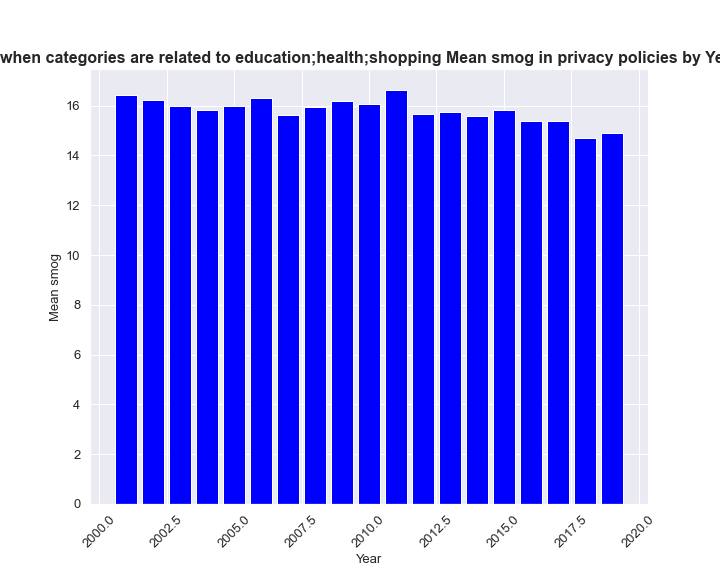 when categories are related to education;health;shopping Mean smog in privacy policies by Ye
16
14
12
10
8
6
4
2
0
Mean smog
2000.0 2002.5 2005.0 2007.5 2010.0 2012.5 2015.0 2017.5 2020.0
Year